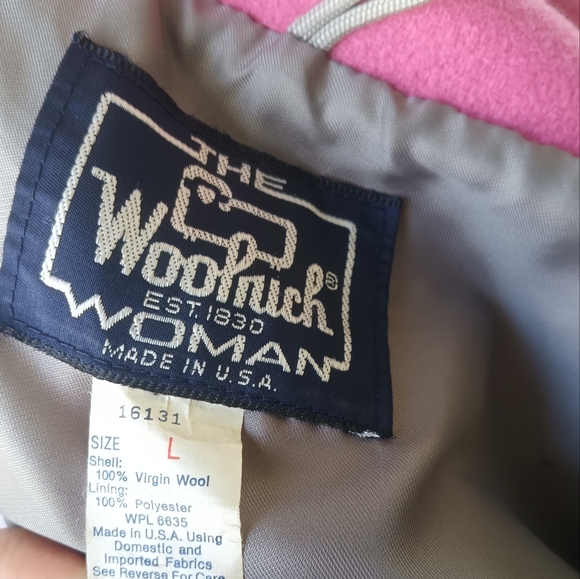 THE
Woolrich®
EST. 1830
WOMAN
MADE IN U.S.A.
16131
SIZE L
Shell:
100% Virgin Wool
Lining:
100% Polyester
WPL 6635
Made in U.S.A. Using
Domestic and
Imported Fabrics
See Reverse For Care